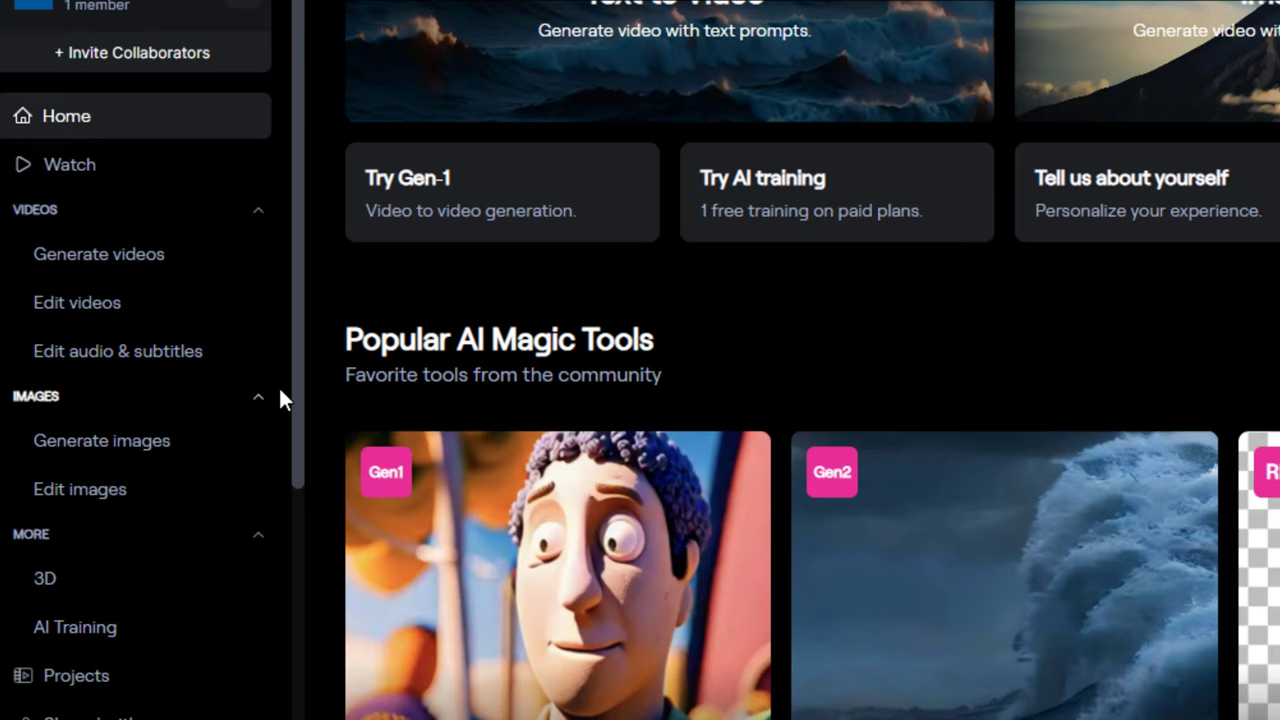 1 member
+ Invite Collaborators
Home
Watch
VIDEOS
Generate videos
Edit videos
Edit audio & subtitles
IMAGES
Generate images
Edit images
MORE
3D
AI Training
Projects
Text to Video
Generate video with text prompts.
Generate video wit
Try Gen-1
Video to video generation.
Try AI training
1 free training on paid plans.
Tell us about yourself
Personalize your experience.
Popular AI Magic Tools
Favorite tools from the community
Gen1
Gen2
R